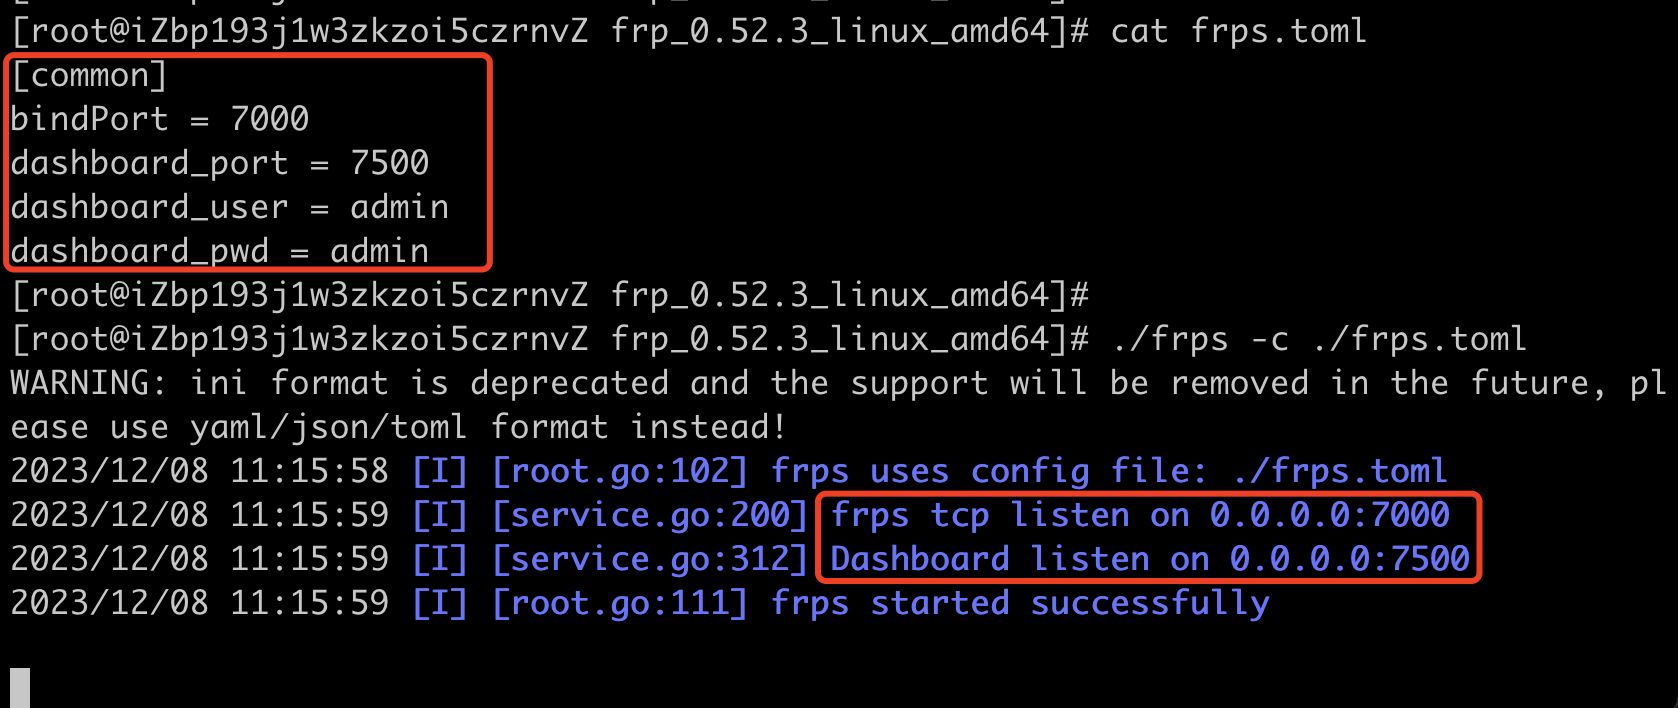 [root@iZbp193j1w3zkzoi5czrnvZ frp_0.52.3_linux_amd64]# cat frps.toml
[common]
bindPort = 7000
dashboard_port = 7500
dashboard_user = admin
dashboard_pwd = admin
[root@iZbp193j1w3zkzoi5czrnvZ frp_0.52.3_linux_amd64]#
[root@iZbp193j1w3zkzoi5czrnvZ frp_0.52.3_linux_amd64]# ./frps -c ./frps.toml
WARNING: ini format is deprecated and the support will be removed in the future, pl
ease use yaml/json/toml format instead!
2023/12/08 11:15:58 [I] [root.go:102] frps uses config file: ./frps.toml
2023/12/08 11:15:59 [I] [service.go:200] frps tcp listen on 0.0.0.0:7000
2023/12/08 11:15:59 [I] [service.go:312] Dashboard listen on 0.0.0.0:7500
2023/12/08 11:15:59 [I] [root.go:111] frps started successfully